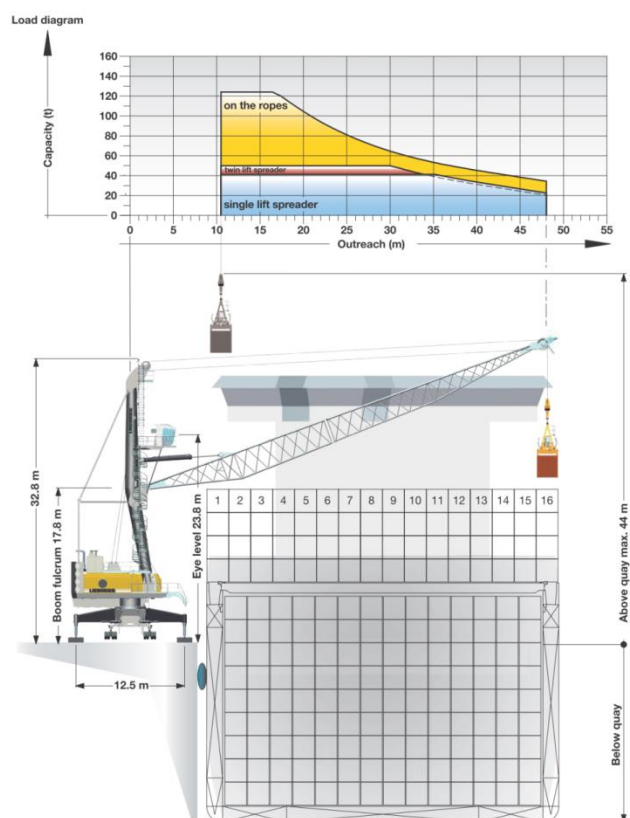 Load diagram
Capacity (t)
160
140
120
100
80
60
40
20
0
on the ropes
twin lift spreader
single lift spreader
0 5 10 15 20 25 30 35 40 45 50 55
Outreach (m)
32.8 m
Boom fulcrum 17.8 m
Eye level 23.8 m
12.5 m
1 2 3 4 5 6 7 8 9 10 11 12 13 14 15 16
Above quay max. 44 m
Below quay
LIEBHERR